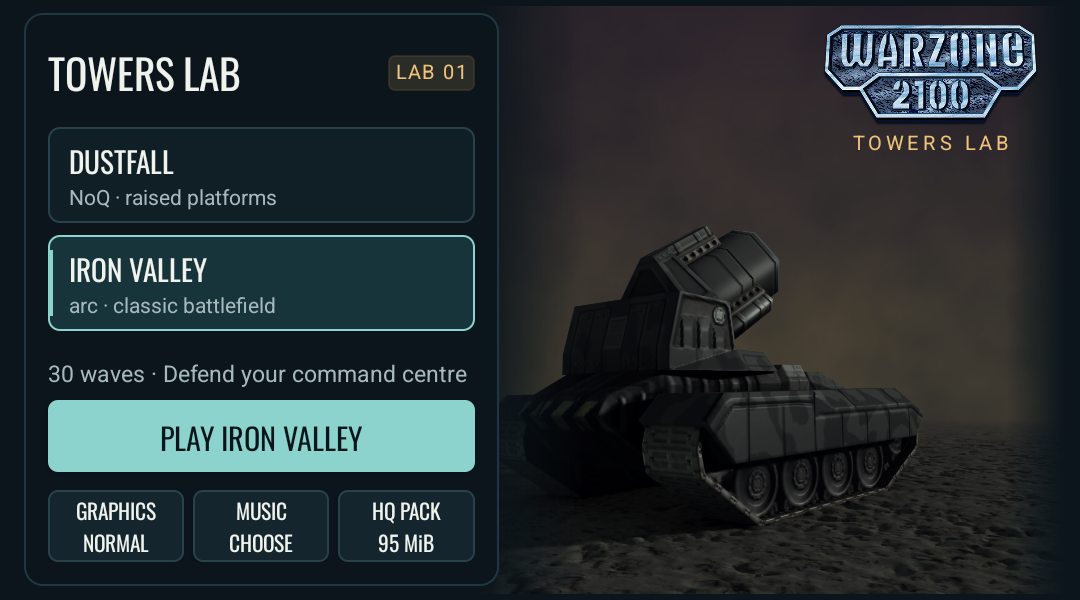 TOWERS LAB
LAB 01
DUSTFALL
NoQ · raised platforms
IRON VALLEY
arc · classic battlefield
30 waves · Defend your command centre
PLAY IRON VALLEY
GRAPHICS
NORMAL
MUSIC
CHOOSE
HQ PACK
95 MiB
WARZONE
2100
TOWERS LAB